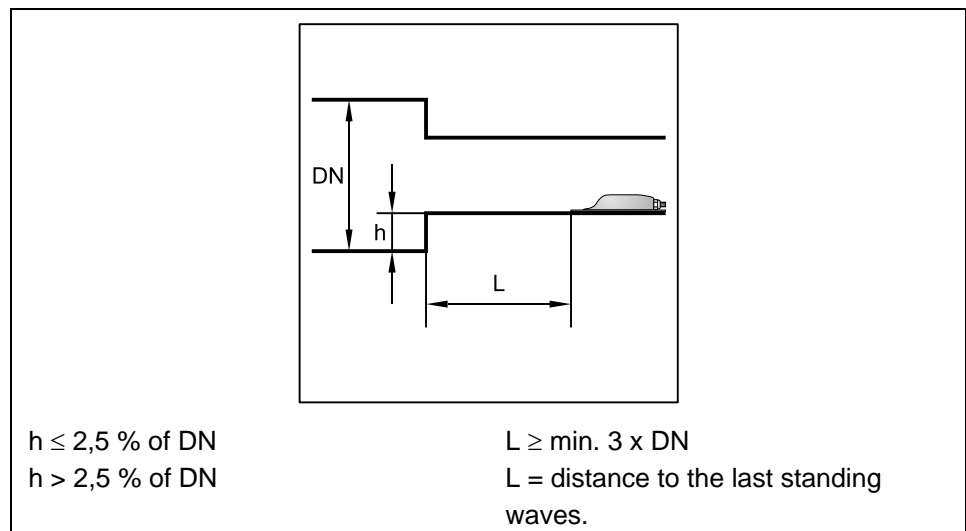 DN
h
L
h ≤ 2,5 % of DN
L ≥ min. 3 x DN
h > 2,5 % of DN
L = distance to the last standing
waves.